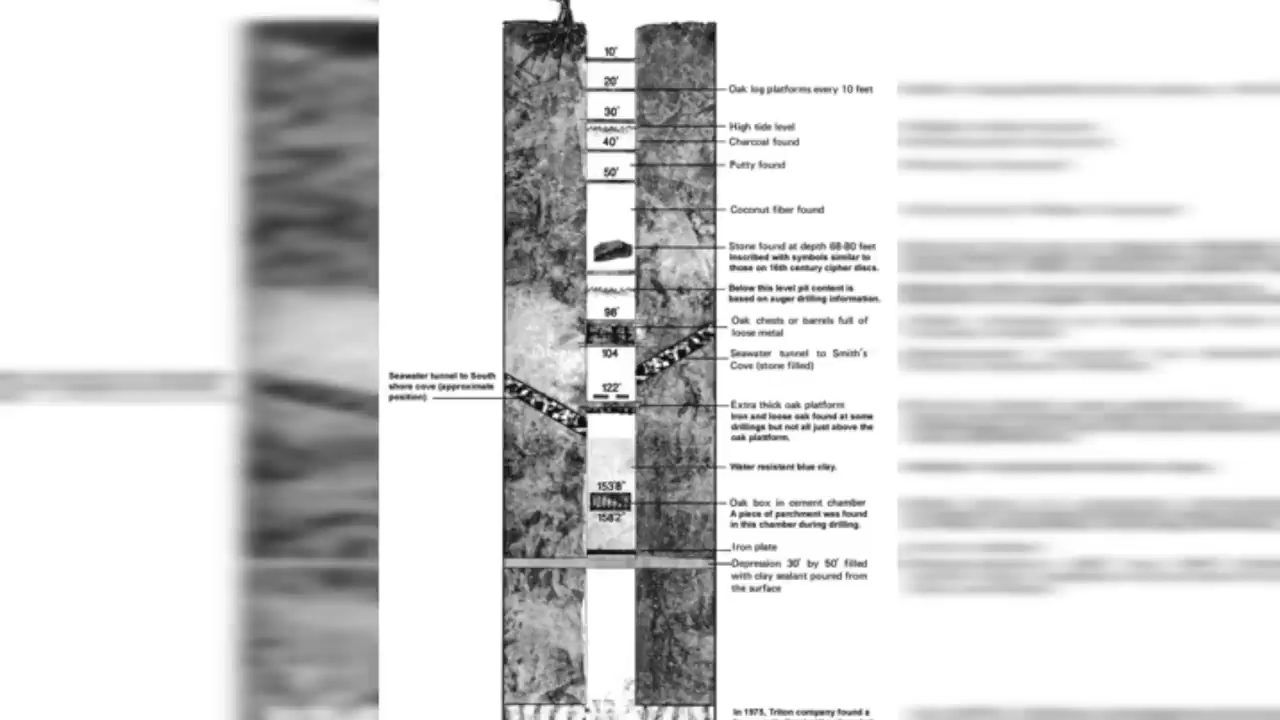 10'
20'
Oak log platforms every 10 feet
30'
High tide level
40'
Charcoal found
Putty found
50'
Coconut fiber found
Stone found at depth 68-80 feet
Inscribed with symbols similar to
those on 16th century cipher discs.
Below this level pit content is
based on auger drilling information.
98'
Oak chests or barrels full of
loose metal
104
Seawater tunnel to Smith's
Cove (stone filled)
Seawater tunnel to South
shore cove (approximate
position)
122'
Extra thick oak platform
Iron and loose oak found at some
drillings but not all just above the
oak plattform.
Water resistent blue clay.
153'8"
Oak box in cement chamber
A piece of parchment was found
in this chamber during drilling.
158'2"
Iron plate
Depression 30' by 50' filled
with clay sealant poured from
the surface
In 1975, Triton company found a